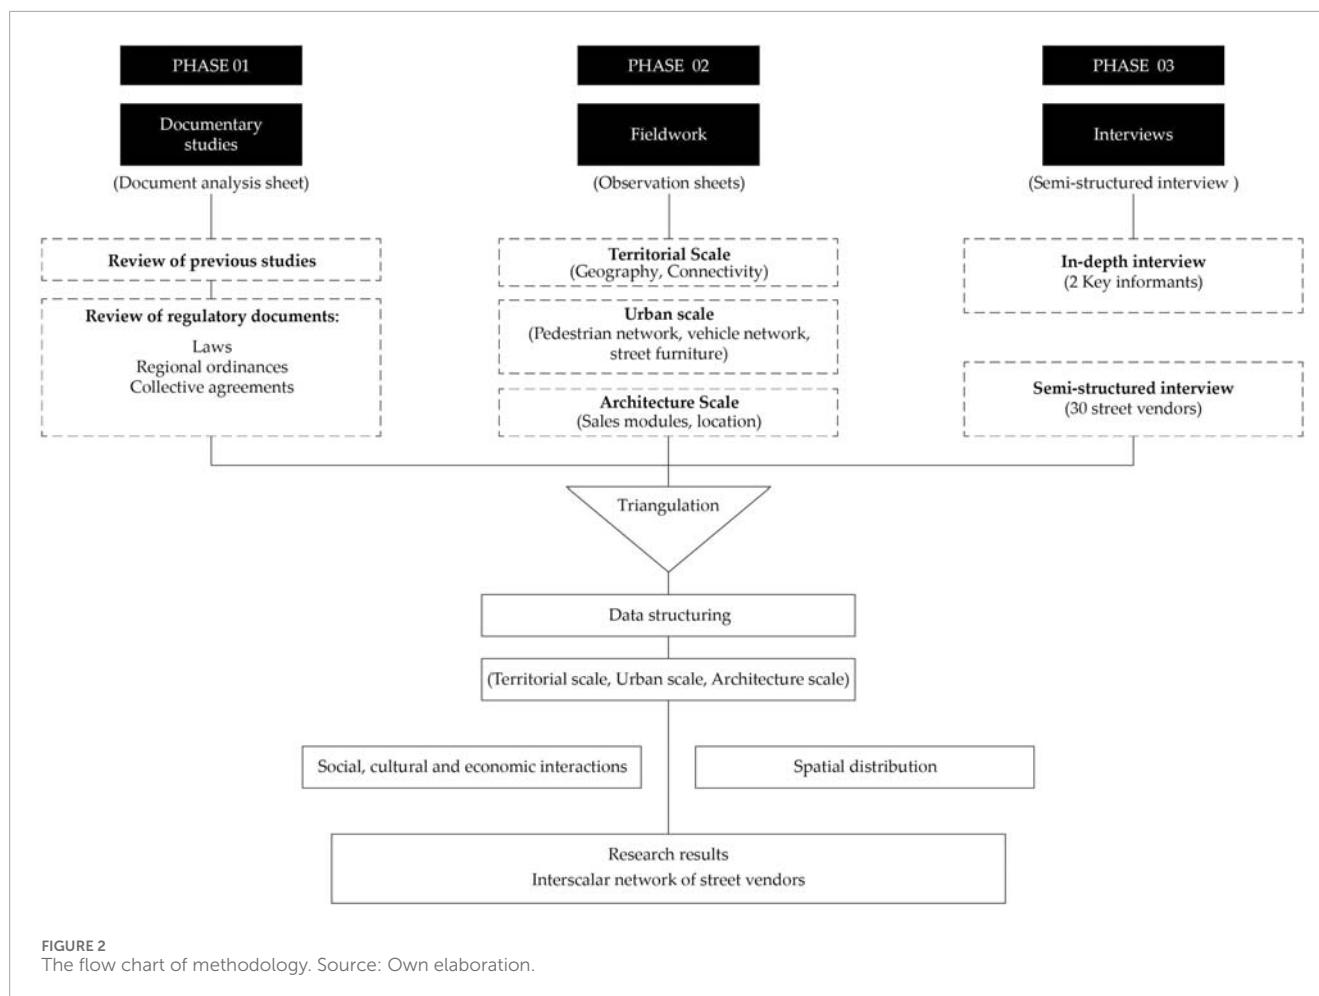 PHASE 01
Documentary
studies
(Document analysis sheet)
Review of previous studies
Review of regulatory documents:
Laws
Regional ordinances
Collective agreements
PHASE 02
Fieldwork
(Observation sheets)
Territorial Scale
(Geography, Connectivity)
Urban scale
(Pedestrian network, vehicle network,
street furniture)
Architecture Scale
(Sales modules, location)
PHASE 03
Interviews
(Semi-structured interview )
In-depth interview
(2 Key informants)
Semi-structured interview
(30 street vendors)
Triangulation
Data structuring
(Territorial scale, Urban scale, Architecture scale)
Social, cultural and economic interactions
Spatial distribution
Research results
Interscalar network of street vendors
FIGURE 2
The flow chart of methodology. Source: Own elaboration.